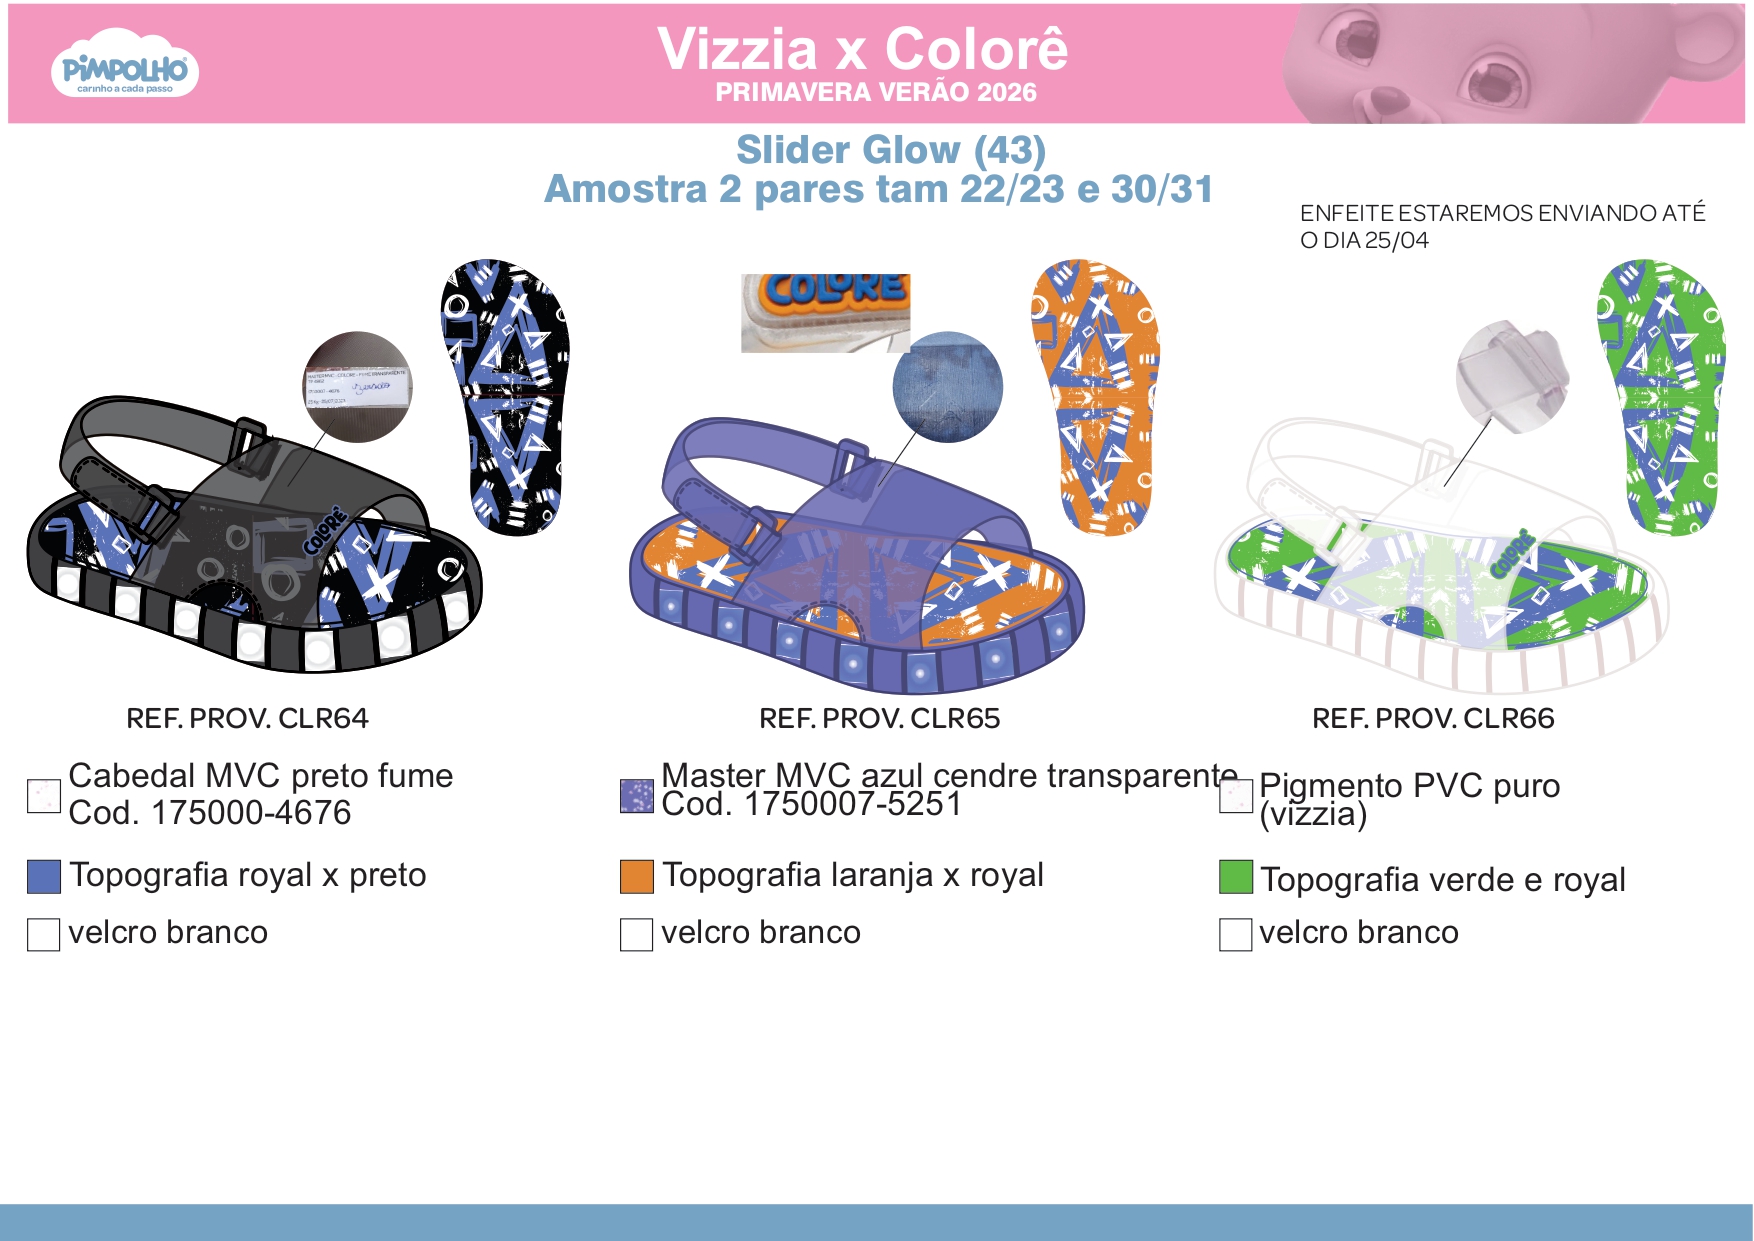 PiMPOLHO
carinho a cada passo
Vizzia x Colorê
PRIMAVERA VERÃO 2026
Slider Glow (43)
Amostra 2 pares tam 22/23 e 30/31
ENFEITE ESTAREMOS ENVIANDO ATÉ
O DIA 25/04
COLORÊ
COLORÊ
COLORÊ
REF. PROV. CLR64
REF. PROV. CLR65
REF. PROV. CLR66
Cabedal MVC preto fume
Cod. 175000-4676
Master MVC azul cendre transparente
Cod. 1750007-5251
Pigmento PVC puro
(vizzia)
Topografia royal x preto
Topografia laranja x royal
Topografia verde e royal
velcro branco
velcro branco
velcro branco